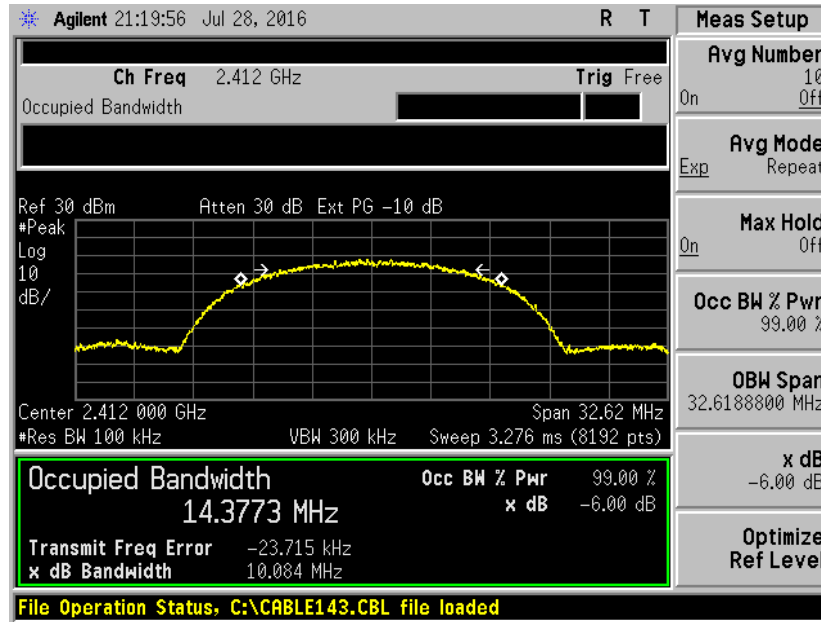 Agilent 21:19:56 Jul 28, 2016 R T
Ch Freq 2.412 GHz Trig Free
Occupied Bandwidth
Ref 30 dBm Atten 30 dB Ext PG -10 dB
#Peak
Log
10
dB/
Center 2.412 000 GHz Span 32.62 MHz
#Res BW 100 kHz VBW 300 kHz Sweep 3.276 ms (8192 pts)
Occupied Bandwidth Occ BW % Pwr 99.00 %
14.3773 MHz x dB -6.00 dB
Transmit Freq Error -23.715 kHz
x dB Bandwidth 10.084 MHz
File Operation Status, C:\CABLE143.CBL file loaded
Meas Setup
Avg Number
10
On Off
Avg Mode
Exp Repeat
Max Hold
On Off
Occ BW % Pwr
99.00 %
OBW Span
32.6188800 MHz
x dB
-6.00 dB
Optimize
Ref Level